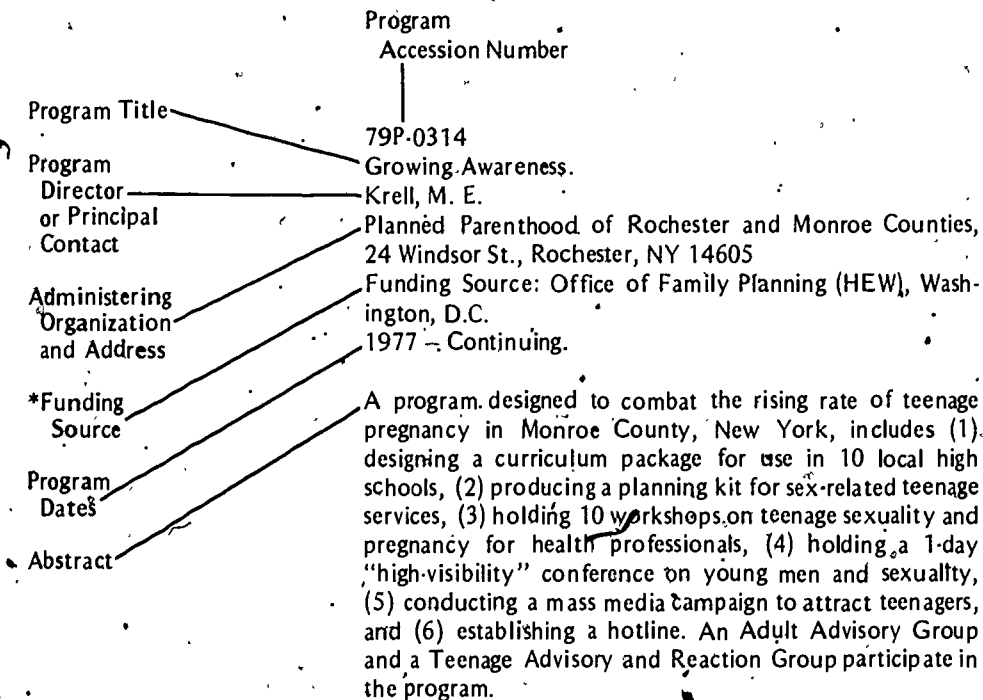 Program
Accession Number
Program Title
79P-0314
Growing Awareness.
Program
Director
or Principal
Contact
Krell, M. E.
Planned Parenthood of Rochester and Monroe Counties,
24 Windsor St., Rochester, NY 14605
Administering
Organization
and Address
Funding Source: Office of Family Planning (HEW), Wash-
ington, D.C.
1977 – Continuing.
*Funding
Source
Program
Dates
Abstract
A program designed to combat the rising rate of teenage
pregnancy in Monroe County, New York, includes (1)
designing a curriculum package for use in 10 local high
schools, (2) producing a planning kit for sex-related teenage
services, (3) holding 10 workshops on teenage sexuality and
pregnancy for health professionals, (4) holding a 1-day
"high-visibility" conference on young men and sexuality,
(5) conducting a mass media campaign to attract teenagers,
and (6) establishing a hotline. An Adult Advisory Group
and a Teenage Advisory and Reaction Group participate in
the program.